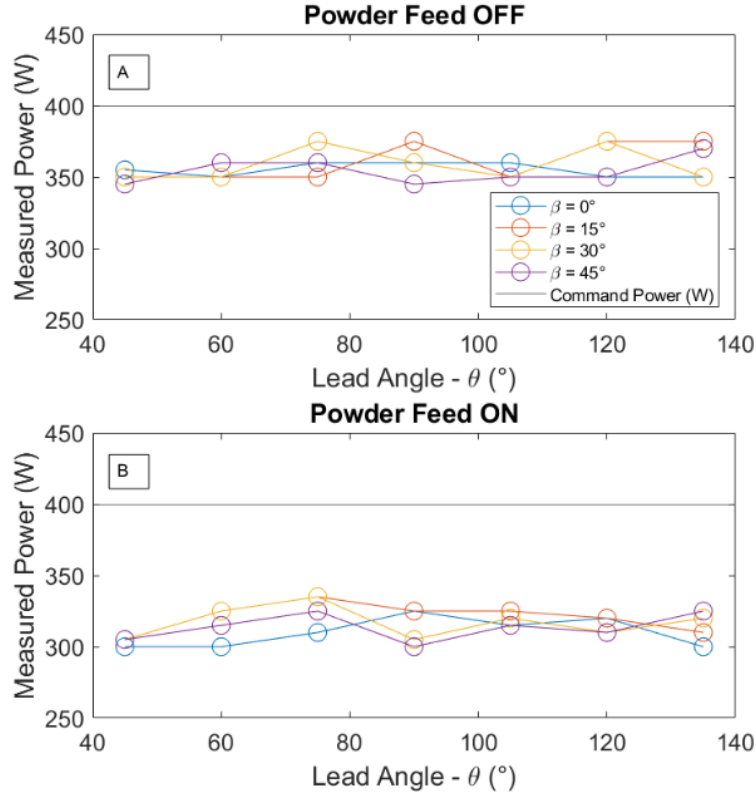 Powder Feed OFF
450
A
400
350
300
250
Measured Power (W)
β = 0°
β = 15°
β = 30°
β = 45°
Command Power (W)
40 60 80 100 120 140
Lead Angle - θ (°)
Powder Feed ON
450
B
400
350
300
250
Measured Power (W)
40 60 80 100 120 140
Lead Angle - θ (°)